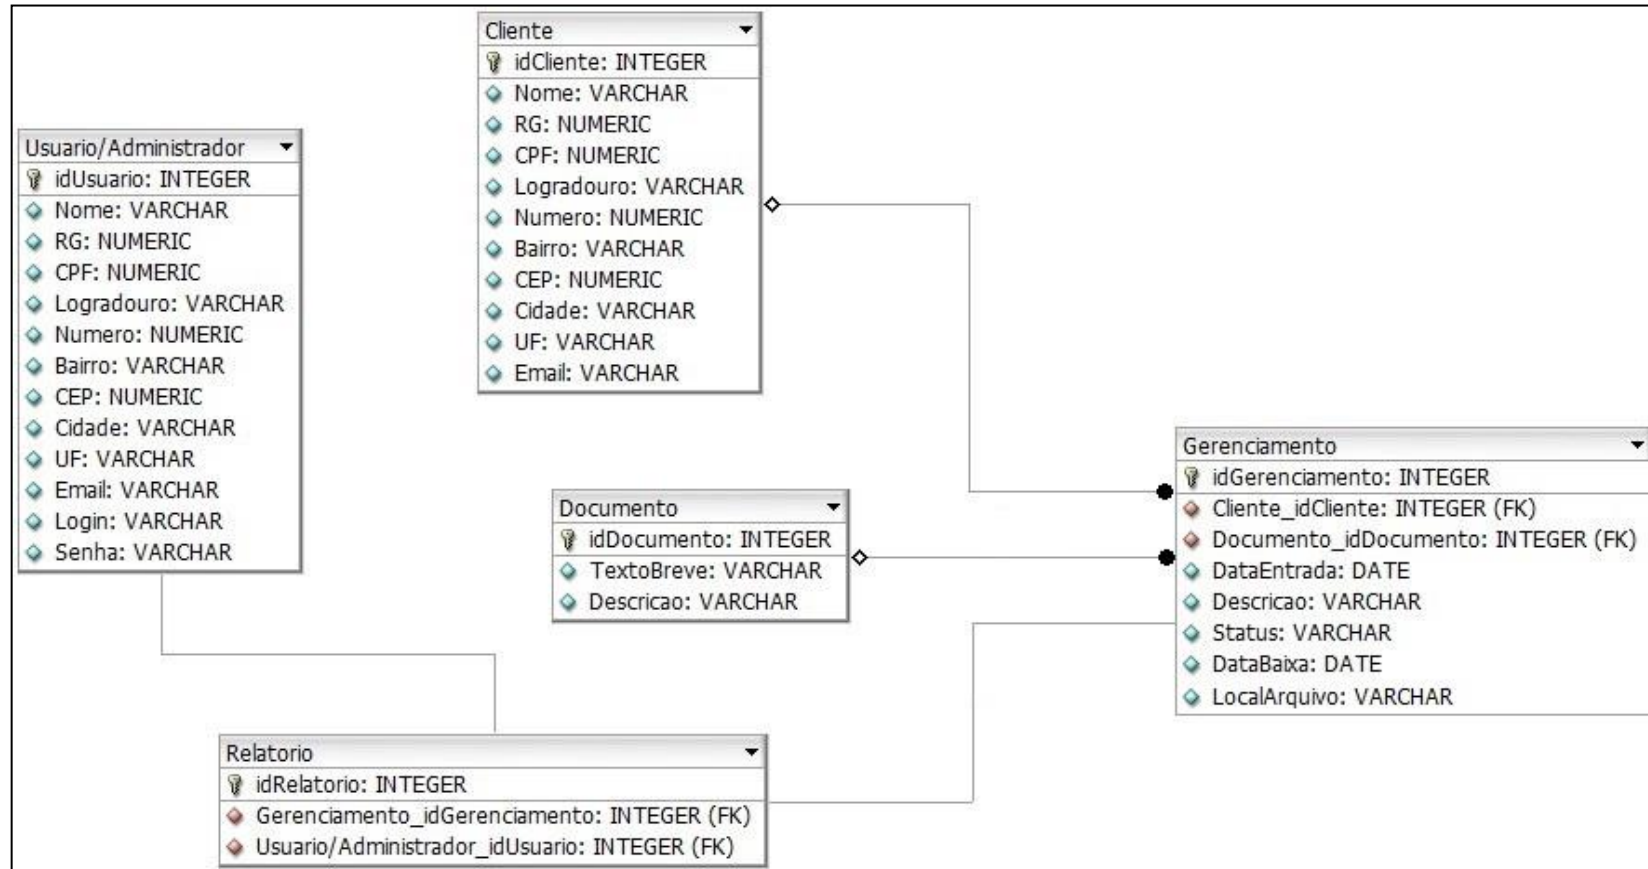 Cliente
idCliente: INTEGER
Nome: VARCHAR
RG: NUMERIC
CPF: NUMERIC
Logradouro: VARCHAR
Numero: NUMERIC
Bairro: VARCHAR
CEP: NUMERIC
Cidade: VARCHAR
UF: VARCHAR
Email: VARCHAR
Usuario/Administrador
idUsuario: INTEGER
Nome: VARCHAR
RG: NUMERIC
CPF: NUMERIC
Logradouro: VARCHAR
Numero: NUMERIC
Bairro: VARCHAR
CEP: NUMERIC
Cidade: VARCHAR
UF: VARCHAR
Email: VARCHAR
Login: VARCHAR
Senha: VARCHAR
Documento
idDocumento: INTEGER
TextoBreve: VARCHAR
Descricao: VARCHAR
Gerenciamento
idGerenciamento: INTEGER
Cliente_idCliente: INTEGER (FK)
Documento_idDocumento: INTEGER (FK)
DataEntrada: DATE
Descricao: VARCHAR
Status: VARCHAR
DataBaixa: DATE
LocalArquivo: VARCHAR
Relatorio
idRelatorio: INTEGER
Gerenciamento_idGerenciamento: INTEGER (FK)
Usuario/Administrador_idUsuario: INTEGER (FK)